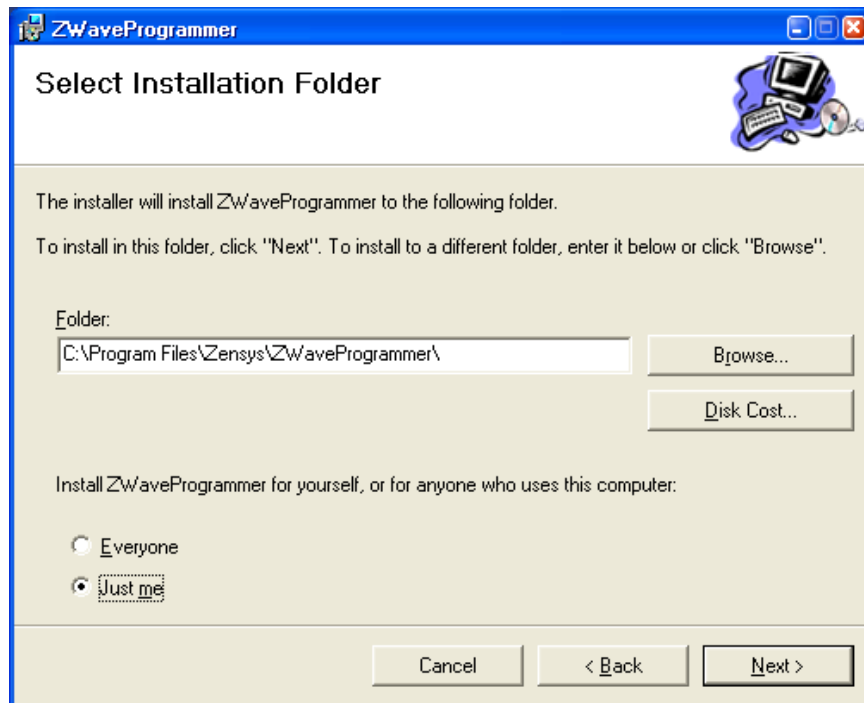 ZWaveProgrammer
Select Installation Folder
The installer will install ZWaveProgrammer to the following folder.
To install in this folder, click "Next". To install to a different folder, enter it below or click "Browse".
Folder:
C:\Program Files\Zensys\ZWaveProgrammer\
Browse...
Disk Cost...
Install ZWaveProgrammer for yourself, or for anyone who uses this computer:
Everyone
Just me
Cancel
< Back
Next >